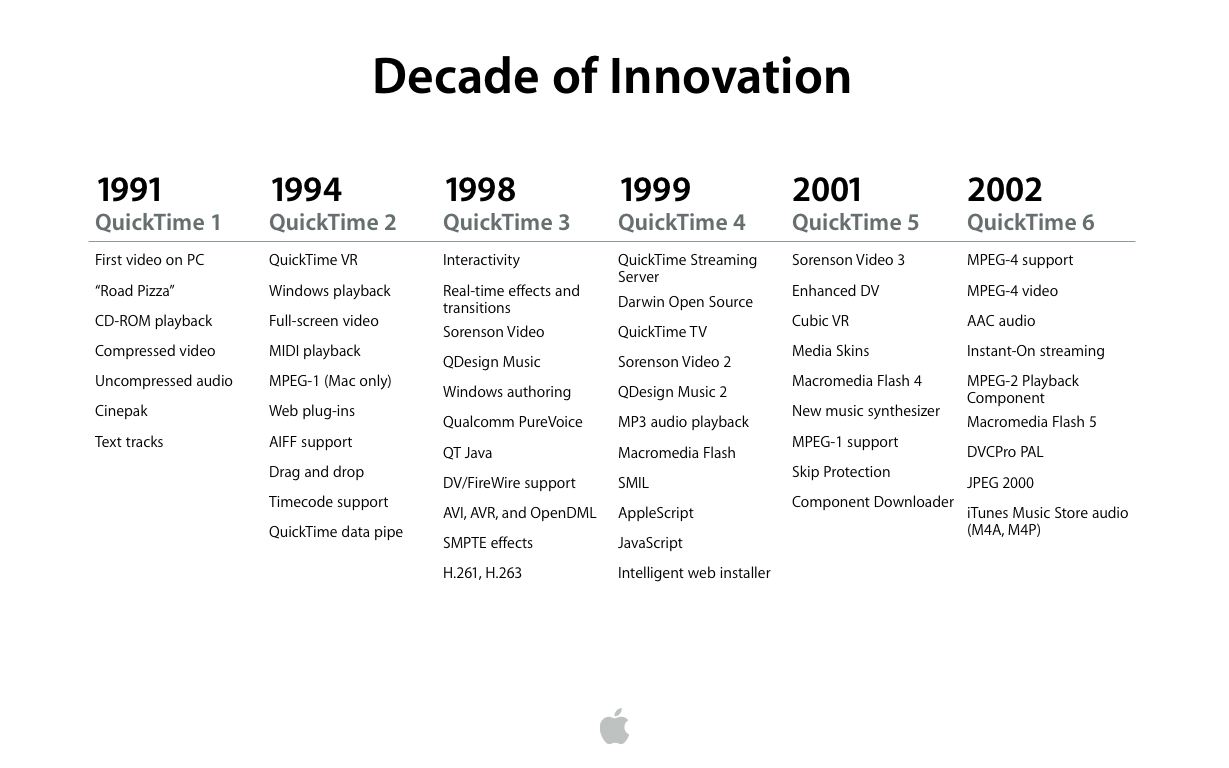 Decade of Innovation
1991
QuickTime 1
First video on PC
“Road Pizza”
CD-ROM playback
Compressed video
Uncompressed audio
Cinepak
Text tracks
1994
QuickTime 2
QuickTime VR
Windows playback
Full-screen video
MIDI playback
MPEG-1 (Mac only)
Web plug-ins
AIFF support
Drag and drop
Timecode support
QuickTime data pipe
1998
QuickTime 3
Interactivity
Real-time effects and
transitions
Sorenson Video
QDesign Music
Windows authoring
Qualcomm PureVoice
QT Java
DV/FireWire support
AVI, AVR, and OpenDML
SMPTE effects
H.261, H.263
1999
QuickTime 4
QuickTime Streaming
Server
Darwin Open Source
QuickTime TV
Sorenson Video 2
QDesign Music 2
MP3 audio playback
Macromedia Flash
SMIL
AppleScript
JavaScript
Intelligent web installer
2001
QuickTime 5
Sorenson Video 3
Enhanced DV
Cubic VR
Media Skins
Macromedia Flash 4
New music synthesizer
MPEG-1 support
Skip Protection
Component Downloader
2002
QuickTime 6
MPEG-4 support
MPEG-4 video
AAC audio
Instant-On streaming
MPEG-2 Playback
Component
Macromedia Flash 5
DVCPro PAL
JPEG 2000
iTunes Music Store audio
(M4A, M4P)